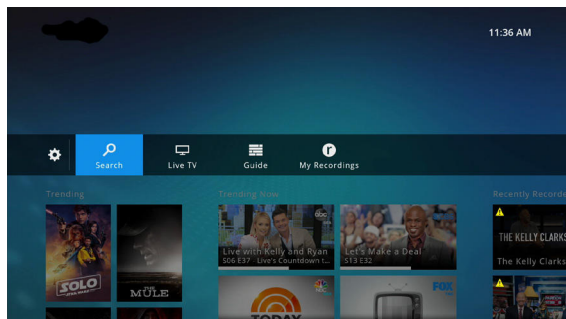 11:36 AM
Search
Live TV
Guide
My Recordings
Trending
Trending Now
Recently Recorde
SOLO
THE
MULE
abc
Live with Kelly and Ryan
S06 E37 · Live's Countdown t...
Let's Make a Deal
S13 E32
THE KELLY CLARKS
The Kelly Clarks
NBC
TODAY
FOX